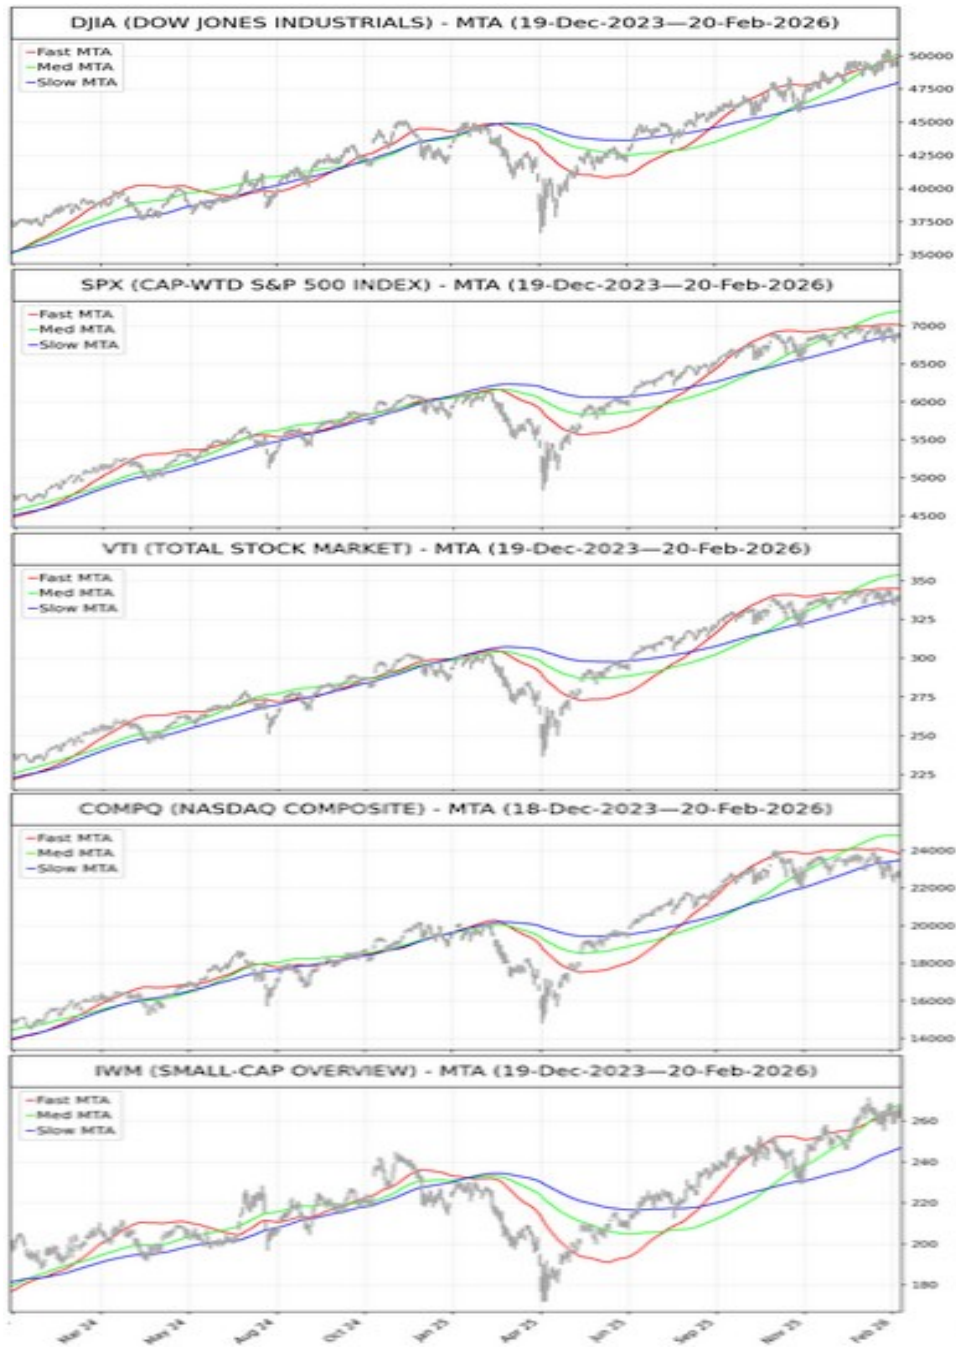 DJIA (DOW JONES INDUSTRIALS) - MTA (19-Dec-2023—20-Feb-2026)
Fast MTA
Med MTA
Slow MTA
50000
47500
45000
42500
40000
37500
35000
SPX (CAP-WTD S&P 500 INDEX) - MTA (19-Dec-2023—20-Feb-2026)
Fast MTA
Med MTA
Slow MTA
7000
6500
6000
5500
5000
4500
VTI (TOTAL STOCK MARKET) - MTA (19-Dec-2023—20-Feb-2026)
Fast MTA
Med MTA
Slow MTA
350
325
300
275
250
225
COMPQ (NASDAQ COMPOSITE) - MTA (18-Dec-2023—20-Feb-2026)
Fast MTA
Med MTA
Slow MTA
24000
22000
20000
18000
16000
14000
IWM (SMALL-CAP OVERVIEW) - MTA (19-Dec-2023—20-Feb-2026)
Fast MTA
Med MTA
Slow MTA
260
240
220
200
180
Mar 24 May 24 Aug 24 Oct 24 Jan 25 Apr 25 Jun 25 Sep 25 Nov 25 Feb 26